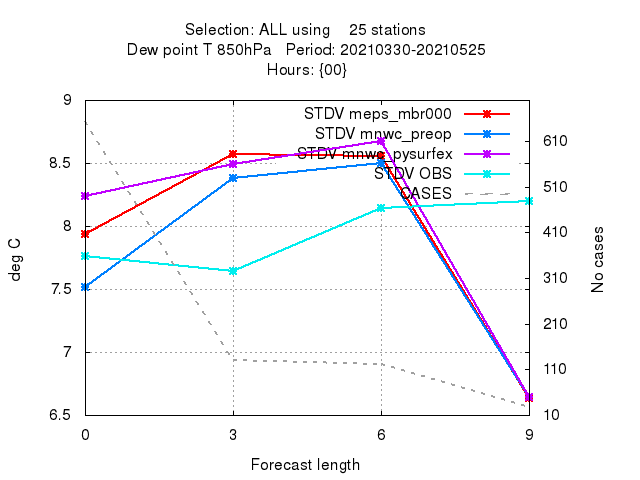 Selection: ALL using 25 stations
Dew point T 850hPa Period: 20210330-20210525
Hours: {00}
9
8.5
8
7.5
7
6.5
deg C
STDV meps_mbr000
STDV mnwc_preop
STDV mnwc_pysurfex
STDV OBS
CASES
610
510
410
310
210
110
10
No cases
0 3 6 9
Forecast length